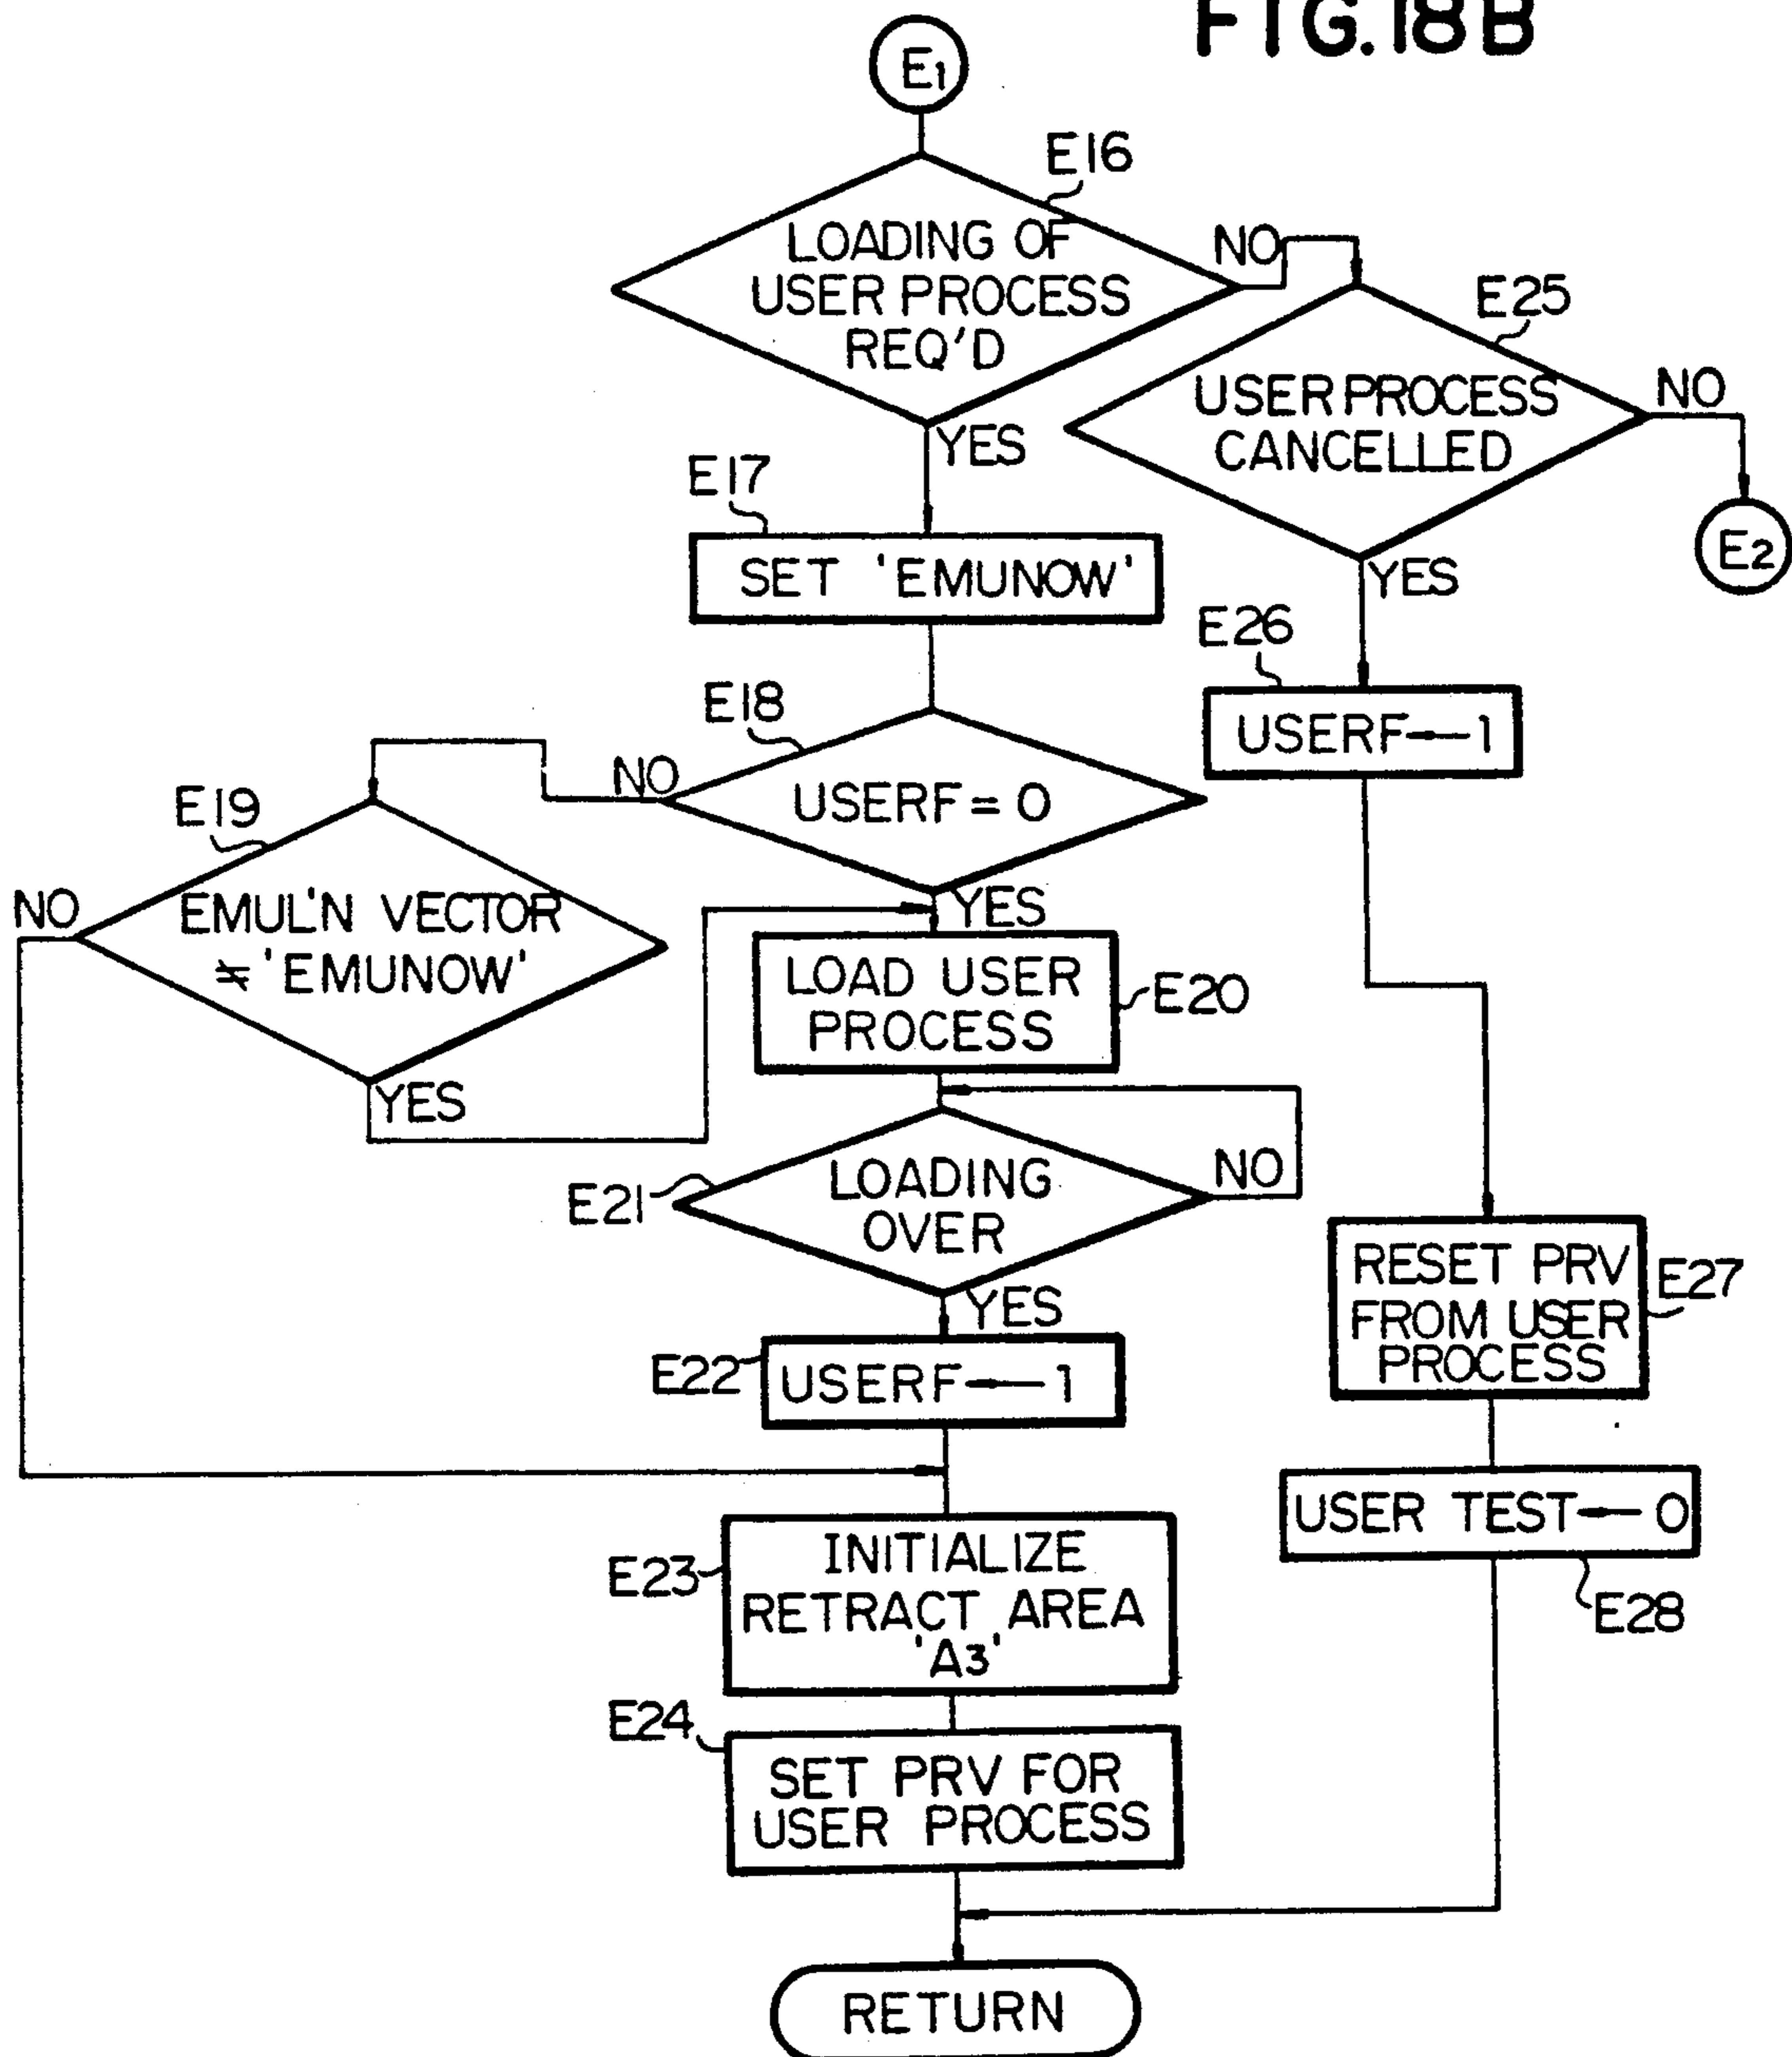 FIG.18B
E1
E16
LOADING OF
USER PROCESS
REQ'D
NO
YES
E25
USER PROCESS
CANCELLED
NO
YES
E2
E17
SET 'EMUNOW'
E26
USERF←1
E18
USERF=0
NO
YES
E19
EMUL'N VECTOR
≠'EMUNOW'
NO
YES
LOAD USER
PROCESS
E20
E21
LOADING
OVER
NO
YES
E22
USERF←1
RESET PRV
FROM USER
PROCESS
E27
USER TEST←0
E28
E23
INITIALIZE
RETRACT AREA
'A3'
E24
SET PRV FOR
USER PROCESS
RETURN